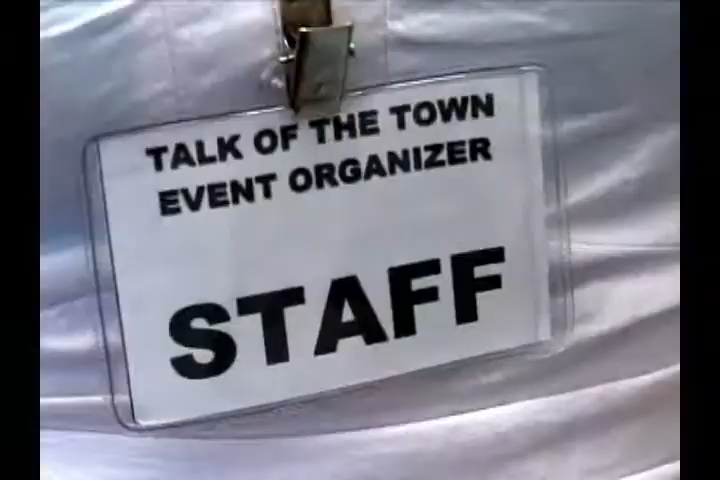 TALK OF THE TOWN
EVENT ORGANIZER
STAFF